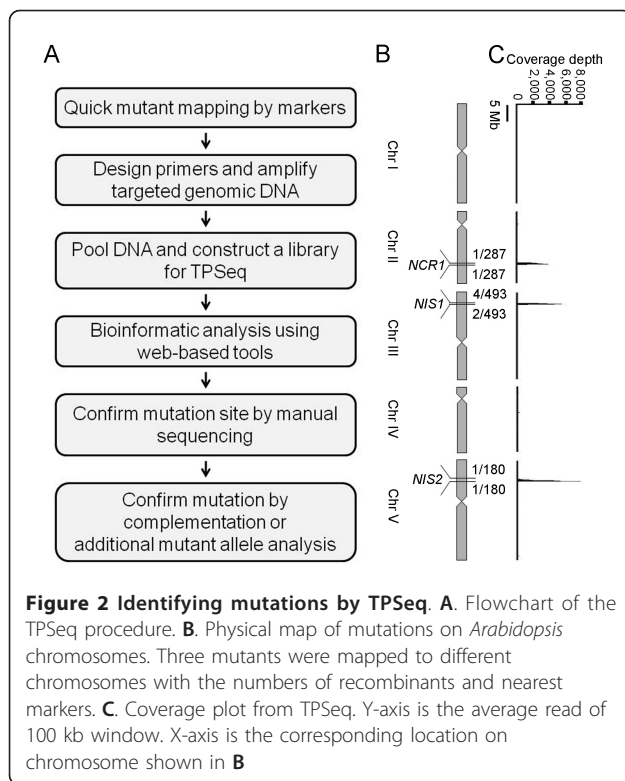 A
Quick mutant mapping by markers
Design primers and amplify
targeted genomic DNA
Pool DNA and construct a library
for TPSeq
Bioinformatic analysis using
web-based tools
Confirm mutation site by manual
sequencing
Confirm mutation by
complementation or
additional mutant allele analysis
B
Chr I
Chr II
NCR1
1/287
1/287
NIS1
4/493
2/493
Chr III
Chr IV
NIS2
1/180
1/180
Chr V
C
Coverage depth
0
2,000
4,000
6,000
8,000
5 Mb
Figure 2 Identifying mutations by TPSeq. A. Flowchart of the
TPSeq procedure. B. Physical map of mutations on Arabidopsis
chromosomes. Three mutants were mapped to different
chromosomes with the numbers of recombinants and nearest
markers. C. Coverage plot from TPSeq. Y-axis is the average read of
100 kb window. X-axis is the corresponding location on
chromosome shown in B